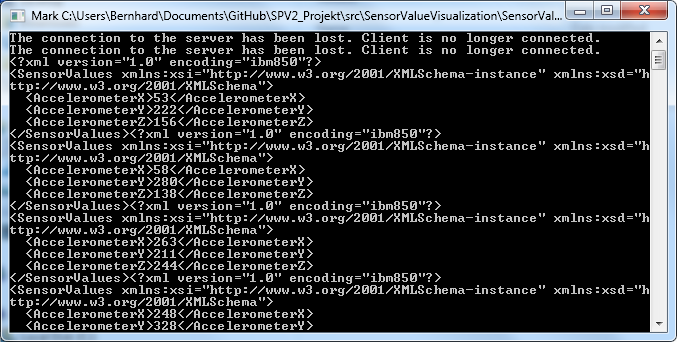 Mark C:\Users\Bernhard\Documents\GitHub\SPV2_Projekt\src\SensorValueVisualization\SensorVal...
The connection to the server has been lost. Client is no longer connected.
The connection to the server has been lost. Client is no longer connected.
<?xml version="1.0" encoding="ibm850"?>
<SensorValues xmlns:xsi="http://www.w3.org/2001/XMLSchema-instance" xmlns:xsd="h
ttp://www.w3.org/2001/XMLSchema">
  <AccelerometerX>53</AccelerometerX>
  <AccelerometerY>222</AccelerometerY>
  <AccelerometerZ>156</AccelerometerZ>
</SensorValues><?xml version="1.0" encoding="ibm850"?>
<SensorValues xmlns:xsi="http://www.w3.org/2001/XMLSchema-instance" xmlns:xsd="h
ttp://www.w3.org/2001/XMLSchema">
  <AccelerometerX>58</AccelerometerX>
  <AccelerometerY>280</AccelerometerY>
  <AccelerometerZ>138</AccelerometerZ>
</SensorValues><?xml version="1.0" encoding="ibm850"?>
<SensorValues xmlns:xsi="http://www.w3.org/2001/XMLSchema-instance" xmlns:xsd="h
ttp://www.w3.org/2001/XMLSchema">
  <AccelerometerX>263</AccelerometerX>
  <AccelerometerY>211</AccelerometerY>
  <AccelerometerZ>244</AccelerometerZ>
</SensorValues><?xml version="1.0" encoding="ibm850"?>
<SensorValues xmlns:xsi="http://www.w3.org/2001/XMLSchema-instance" xmlns:xsd="h
ttp://www.w3.org/2001/XMLSchema">
  <AccelerometerX>248</AccelerometerX>
  <AccelerometerY>328</AccelerometerY>